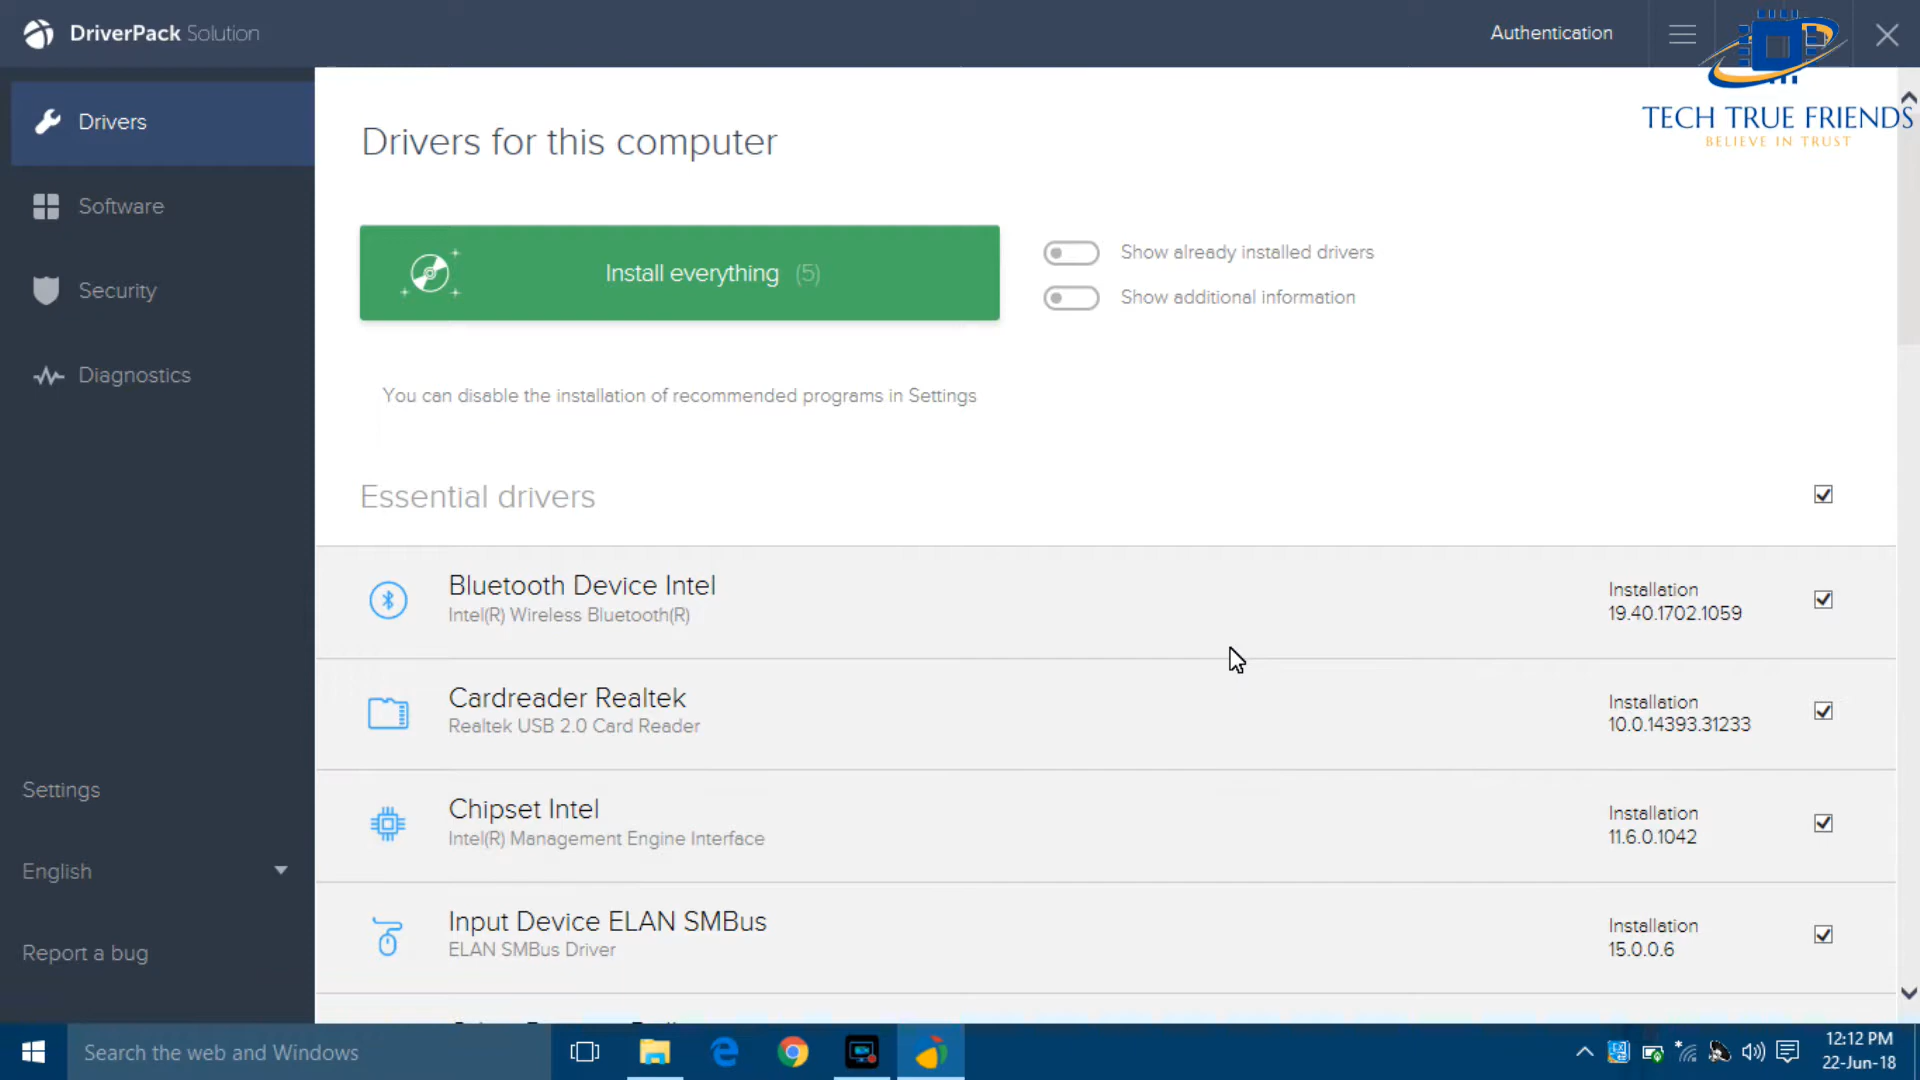 DriverPack Solution
Authentication
TECH TRUE FRIENDS
BELIEVE IN TRUST
Drivers
Software
Security
Diagnostics
Settings
English
Report a bug
Drivers for this computer
Install everything (5)
Show already installed drivers
Show additional information
You can disable the installation of recommended programs in Settings
Essential drivers
Bluetooth Device Intel
Intel(R) Wireless Bluetooth(R)
Installation
19.40.1702.1059
Cardreader Realtek
Realtek USB 2.0 Card Reader
Installation
10.0.14393.31233
Chipset Intel
Intel(R) Management Engine Interface
Installation
11.6.0.1042
Input Device ELAN SMBus
ELAN SMBus Driver
Installation
15.0.0.6
Search the web and Windows
12:12 PM
22-Jun-18